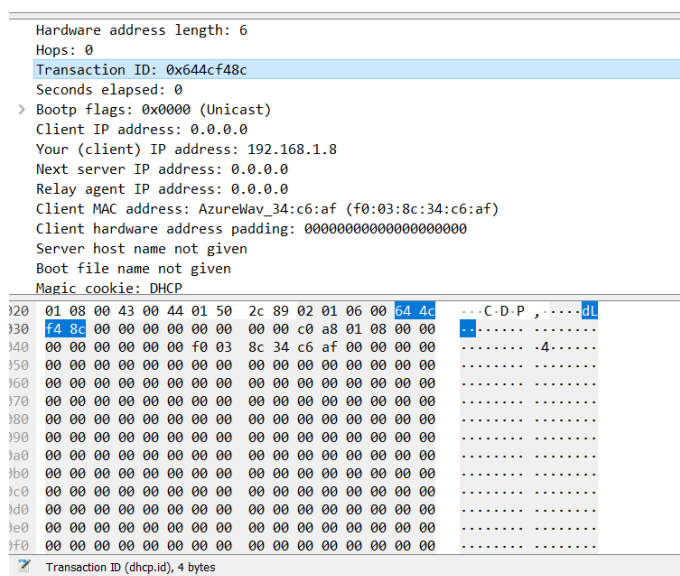 Hardware address length: 6
Hops: 0
Transaction ID: 0x644cf48c
Seconds elapsed: 0
> Bootp flags: 0x0000 (Unicast)
Client IP address: 0.0.0.0
Your (client) IP address: 192.168.1.8
Next server IP address: 0.0.0.0
Relay agent IP address: 0.0.0.0
Client MAC address: AzureWav_34:c6:af (f0:03:8c:34:c6:af)
Client hardware address padding: 00000000000000000000
Server host name not given
Boot file name not given
Magic cookie: DHCP
020 01 08 00 43 00 44 01 50 2c 89 02 01 06 00 64 4c ···C·D·P ,·····dL
030 f4 8c 00 00 00 00 00 00 00 00 c0 a8 01 08 00 00 ········ ········
040 00 00 00 00 00 00 f0 03 8c 34 c6 af 00 00 00 00 ········ ·4······
050 00 00 00 00 00 00 00 00 00 00 00 00 00 00 00 00 ········ ········
060 00 00 00 00 00 00 00 00 00 00 00 00 00 00 00 00 ········ ········
070 00 00 00 00 00 00 00 00 00 00 00 00 00 00 00 00 ········ ········
080 00 00 00 00 00 00 00 00 00 00 00 00 00 00 00 00 ········ ········
090 00 00 00 00 00 00 00 00 00 00 00 00 00 00 00 00 ········ ········
0a0 00 00 00 00 00 00 00 00 00 00 00 00 00 00 00 00 ········ ········
0b0 00 00 00 00 00 00 00 00 00 00 00 00 00 00 00 00 ········ ········
0c0 00 00 00 00 00 00 00 00 00 00 00 00 00 00 00 00 ········ ········
0d0 00 00 00 00 00 00 00 00 00 00 00 00 00 00 00 00 ········ ········
0e0 00 00 00 00 00 00 00 00 00 00 00 00 00 00 00 00 ········ ········
0f0 00 00 00 00 00 00 00 00 00 00 00 00 00 00 00 00 ········ ········
Transaction ID (dhcp.id), 4 bytes